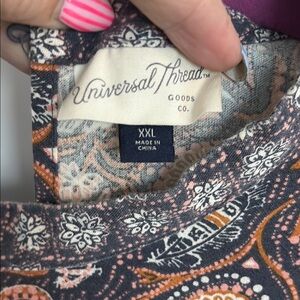 Universal Thread™
GOODS
CO.
XXL
MADE IN
CHINA